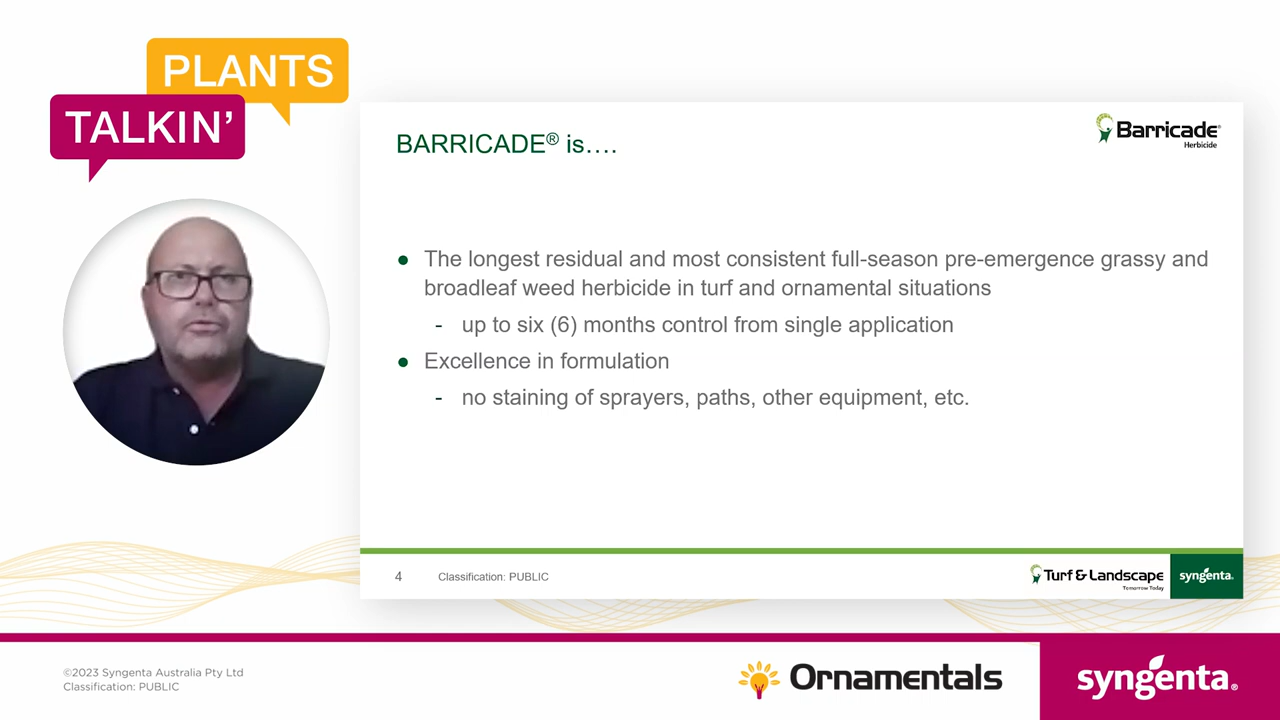 PLANTS
TALKIN’
BARRICADE® is….
Barricade®
Herbicide
● The longest residual and most consistent full-season pre-emergence grassy and
broadleaf weed herbicide in turf and ornamental situations
- up to six (6) months control from single application
● Excellence in formulation
- no staining of sprayers, paths, other equipment, etc.
4
Classification: PUBLIC
Turf & Landscape
Tomorrow Today
syngenta®
©2023 Syngenta Australia Pty Ltd
Classification: PUBLIC
Ornamentals
syngenta®